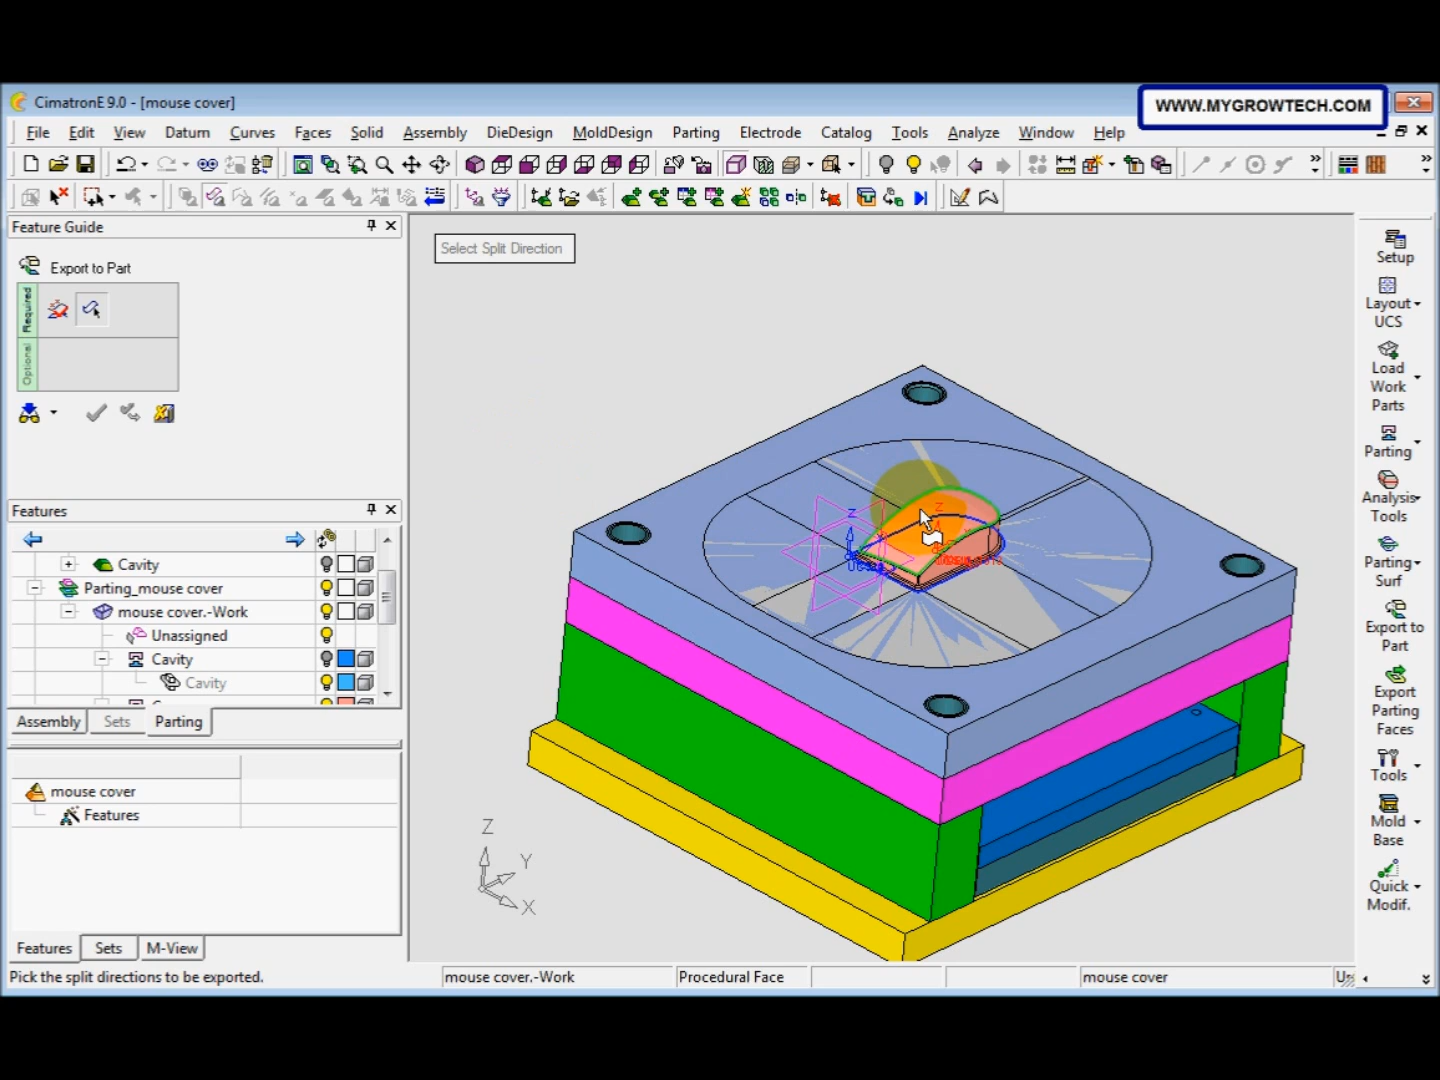 CimatronE 9.0 - [mouse cover]
WWW.MYGROWTECH.COM
File Edit View Datum Curves Faces Solid Assembly DieDesign MoldDesign Parting Electrode Catalog Tools Analyze Window Help
Feature Guide
Select Split Direction
Export to Part
Required
Optional
Features
Cavity
Parting_mouse cover
mouse cover.-Work
Unassigned
Cavity
Cavity
Assembly Sets Parting
mouse cover
Features
Features Sets M-View
Z
Z
Z
Y
X
Setup
Layout
UCS
Load
Work
Parts
Parting
Analysis
Tools
Parting
Surf
Export to
Part
Export
Parting
Faces
Tools
Mold
Base
Quick
Modif.
Pick the split directions to be exported. mouse cover.-Work Procedural Face mouse cover